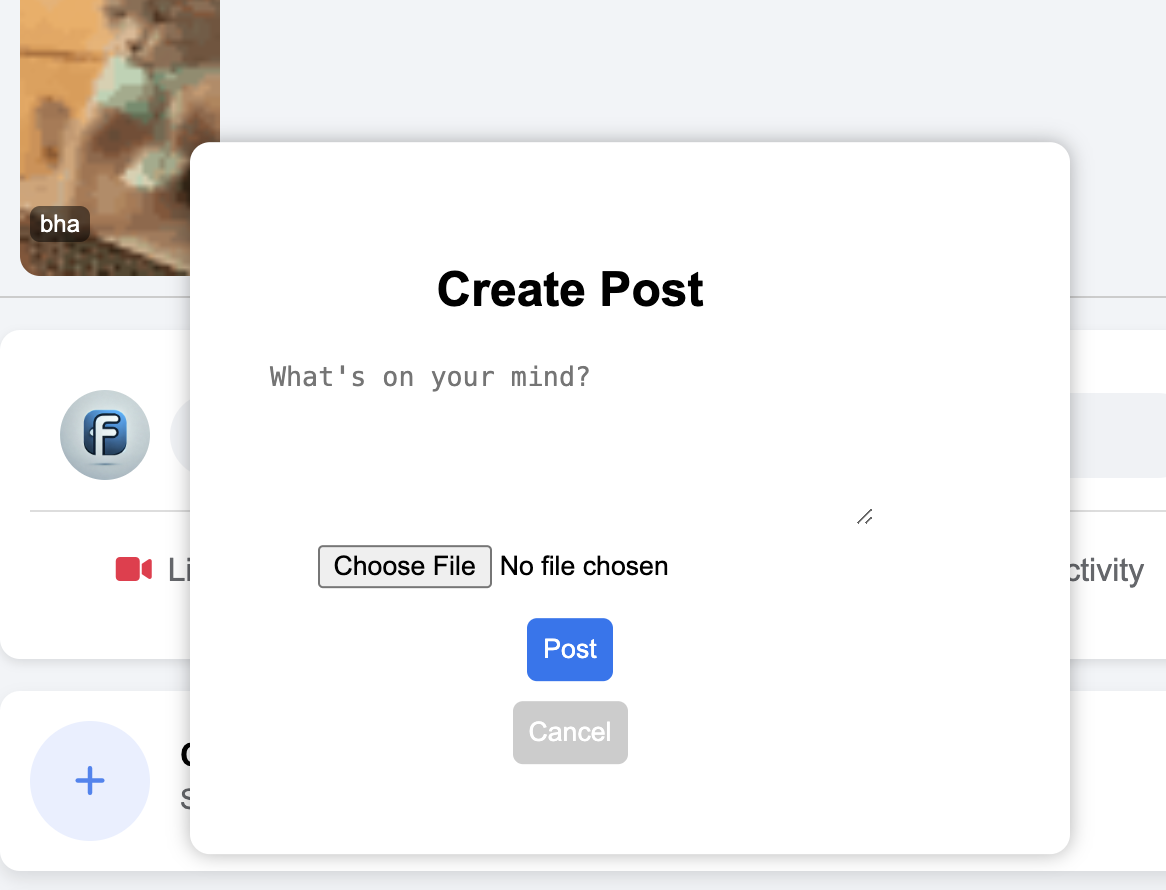 bha
Create Post
What's on your mind?
Choose File No file chosen
Li
ctivity
Post
Cancel